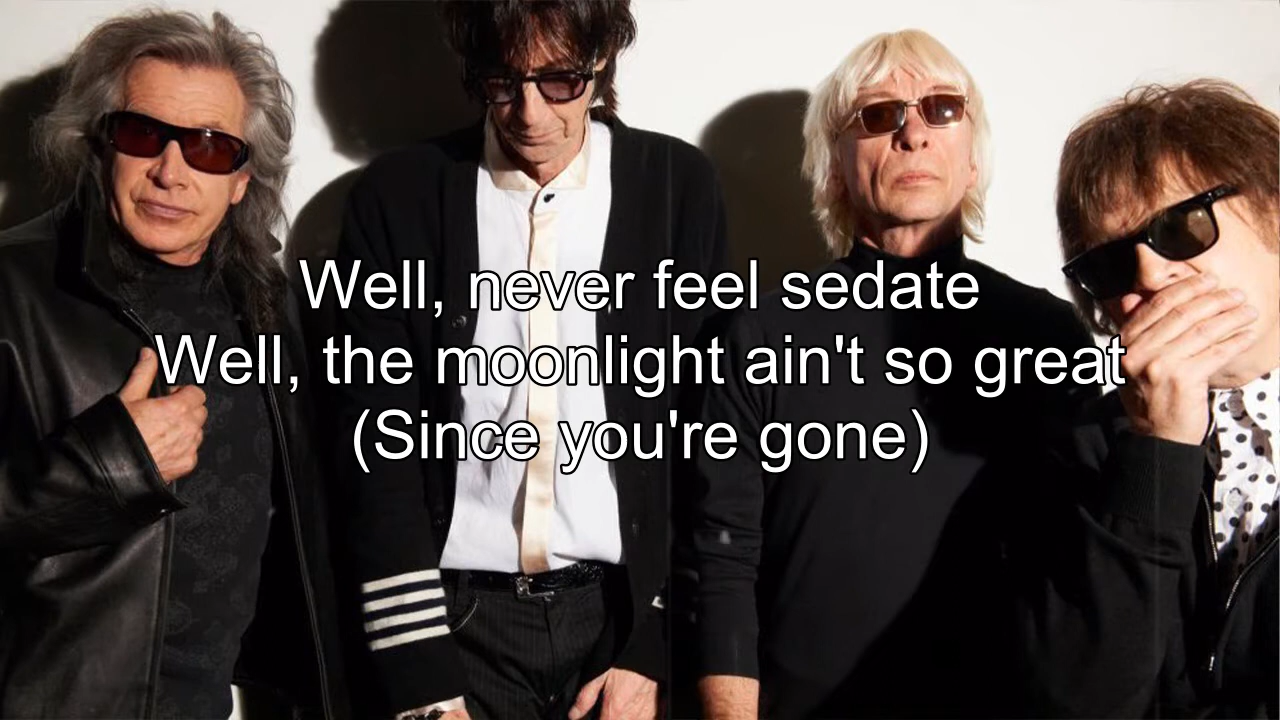 Well, never feel sedate
Well, the moonlight ain't so great
(Since you're gone)